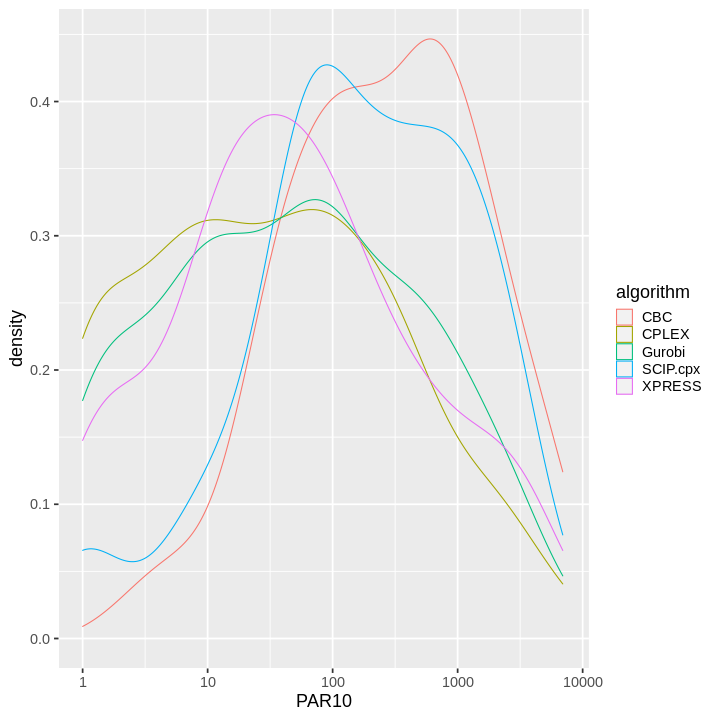 0.4
0.3
0.2
0.1
0.0
density
1 10 100 1000 10000
PAR10
algorithm
CBC
CPLEX
Gurobi
SCIP.cpx
XPRESS